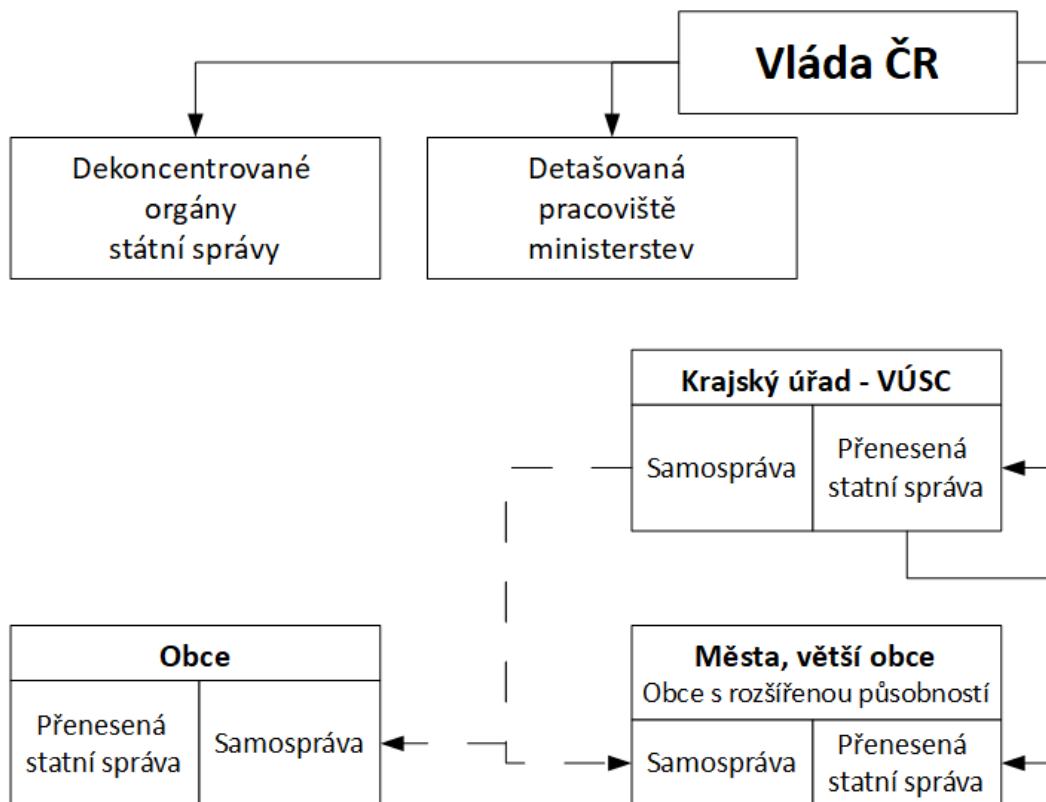 Vláda ČR
Dekoncentrované
orgány
státní správy
Detašovaná
pracoviště
ministerstev
Krajský úřad - VÚSC
Samospráva
Přenesená
statní správa
Obce
Přenesená
statní správa
Samospráva
Města, větší obce
Obce s rozšířenou působností
Samospráva
Přenesená
statní správa